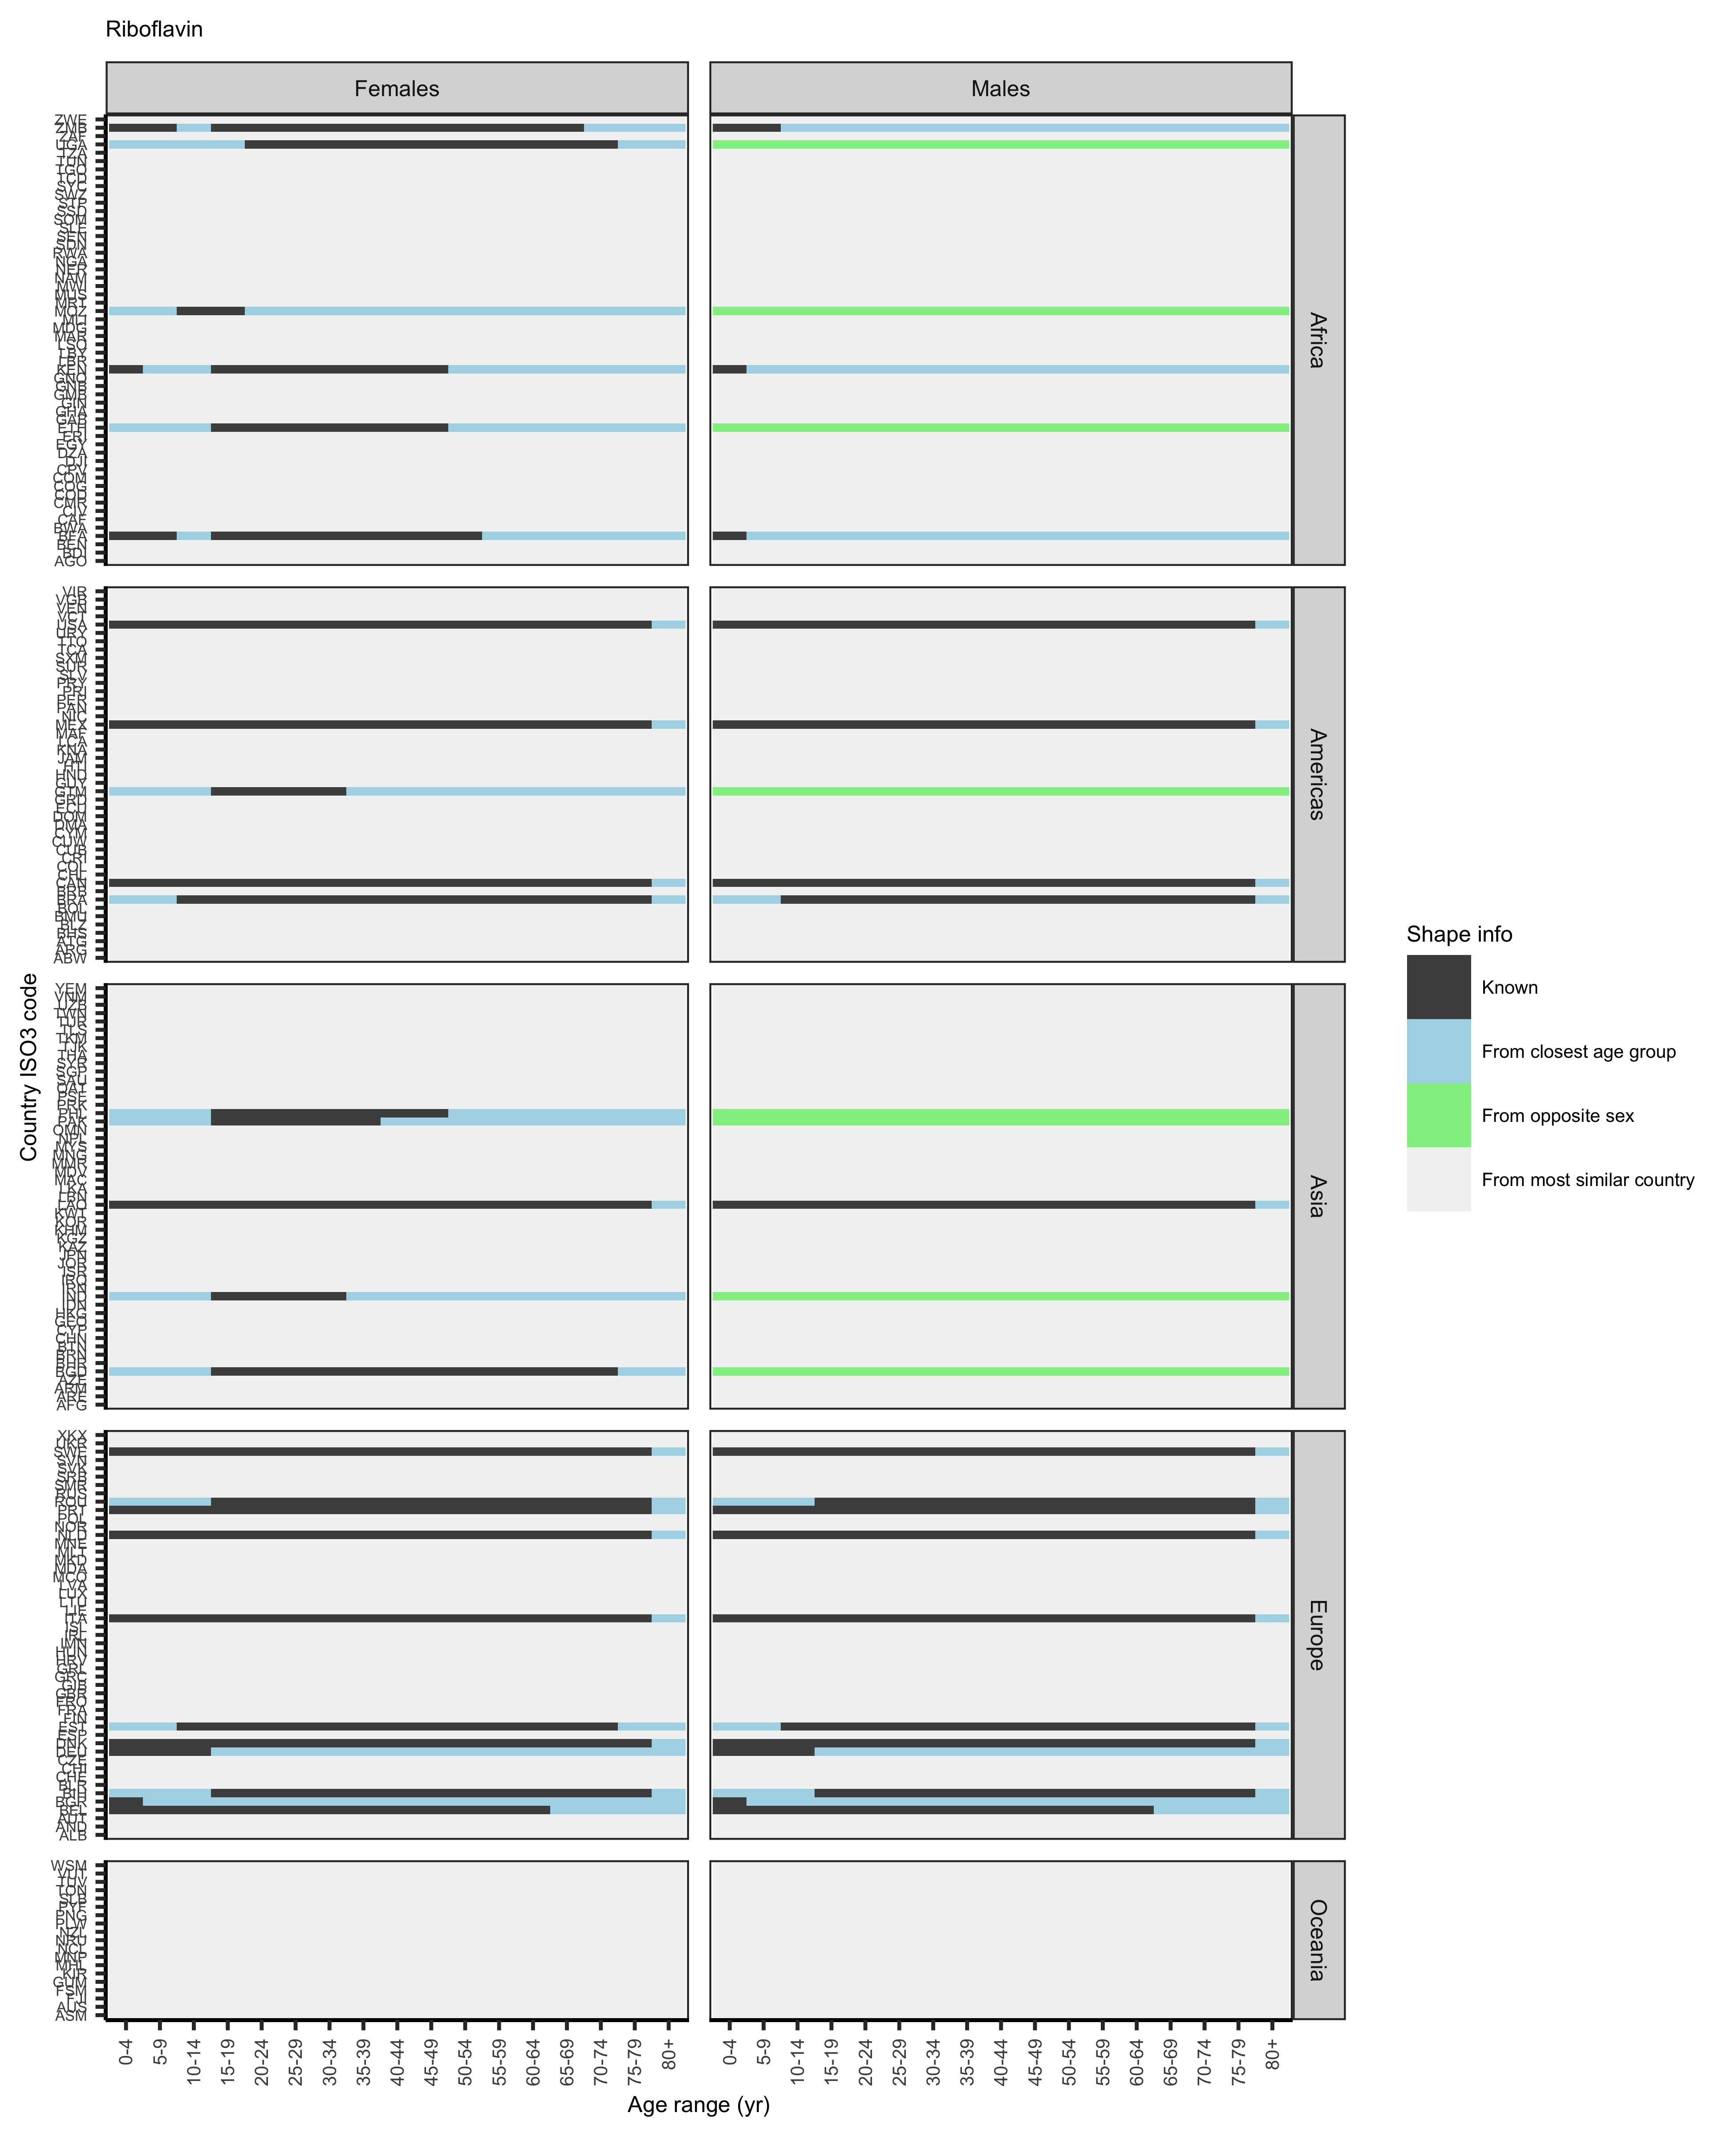 Riboflavin
Females
Males
ZWE
ZMB
ZAF
UGA
TZA
TUN
TGO
TCD
SYC
SWZ
STP
SSD
SOM
SLE
SEN
SDN
RWA
NGA
NER
NAM
MWI
MUS
MRT
MOZ
MLI
MDG
MAR
LSO
LBY
LBR
KEN
GNQ
GNB
GMB
GIN
GHA
GAB
ETH
ERI
EGY
DZA
DJI
CPV
COM
COG
COD
CMR
CIV
CAF
BWA
BFA
BEN
BDI
AGO
Africa
VIR
VGB
VEN
VCT
USA
URY
TTO
TCA
SXM
SUR
SLV
PRY
PRI
PER
PAN
NIC
MEX
MAF
LCA
KNA
JAM
HTI
HND
GUY
GTM
GRD
ECU
DOM
DMA
CYM
CUW
CUB
CRI
COL
CHL
CAN
BRB
BRA
BOL
BMU
BLZ
BHS
ATG
ARG
ABW
Americas
YEM
VNM
UZB
TWN
TUR
TLS
TKM
TJK
THA
SYR
SGP
SAU
QAT
PSE
PRK
PHL
PAK
OMN
NPL
MYS
MNG
MMR
MDV
MAC
LKA
LBN
LAO
KWT
KOR
KHM
KGZ
KAZ
JPN
JOR
ISR
IRQ
IRN
IND
IDN
HKG
GEO
CYP
CHN
BTN
BRN
BHR
BGD
AZE
ARM
ARE
AFG
Asia
XKX
UKR
SWE
SVN
SVK
SRB
SMR
RUS
ROU
PRT
POL
NOR
NLD
MNE
MLT
MKD
MDA
MCO
LVA
LUX
LTU
LIE
ITA
ISL
IRL
IMN
HUN
HRV
GRL
GRC
GIB
GBR
FRO
FRA
FIN
EST
ESP
DNK
DEU
CZE
CHI
CHE
BLR
BIH
BGR
BEL
AUT
AND
ALB
Europe
WSM
VUT
TUV
TON
SLB
PYF
PNG
PLW
NZL
NRU
NCL
MNP
MHL
KIR
GUM
FSM
FJI
AUS
ASM
Oceania
Country ISO3 code
0-4
5-9
10-14
15-19
20-24
25-29
30-34
35-39
40-44
45-49
50-54
55-59
60-64
65-69
70-74
75-79
80+
0-4
5-9
10-14
15-19
20-24
25-29
30-34
35-39
40-44
45-49
50-54
55-59
60-64
65-69
70-74
75-79
80+
Age range (yr)
Shape info
Known
From closest age group
From opposite sex
From most similar country